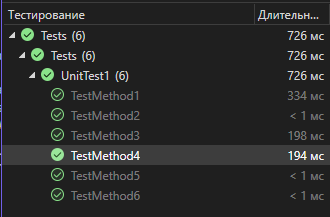 Тестирование Длительн...
Tests (6) 726 мс
Tests (6) 726 мс
UnitTest1 (6) 726 мс
TestMethod1 334 мс
TestMethod2 < 1 мс
TestMethod3 198 мс
TestMethod4 194 мс
TestMethod5 < 1 мс
TestMethod6 < 1 мс